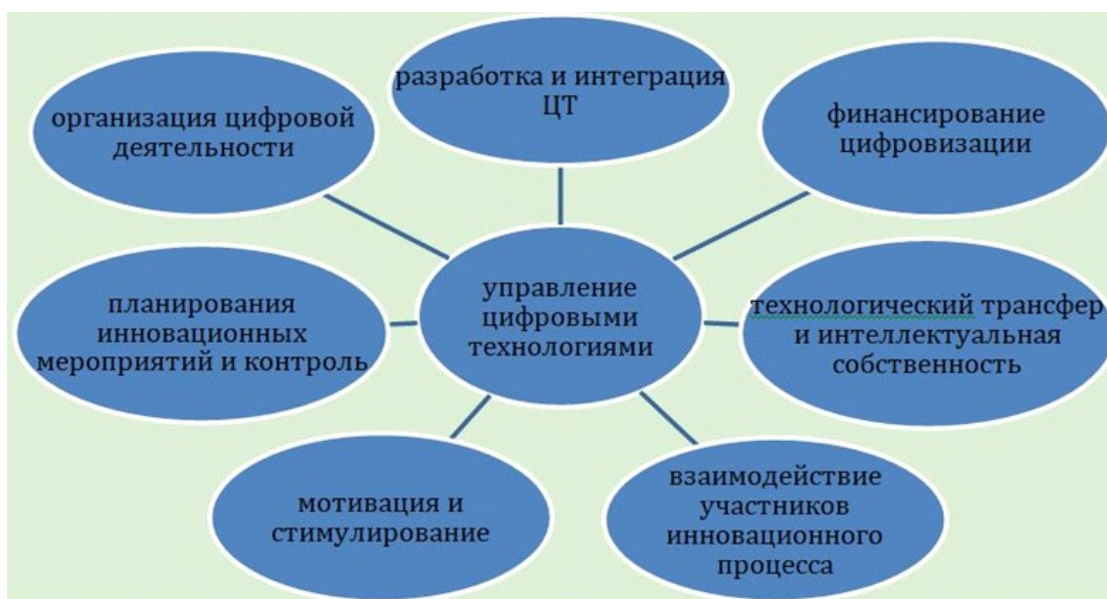 разработка и интеграция
ЦТ
организация цифровой
деятельности
финансирование
цифровизации
управление
цифровыми
технологиями
планирования
инновационных
мероприятий и контроль
технологический трансфер
и интеллектуальная
собственность
мотивация и
стимулирование
взаимодействие
участников
инновационного
процесса